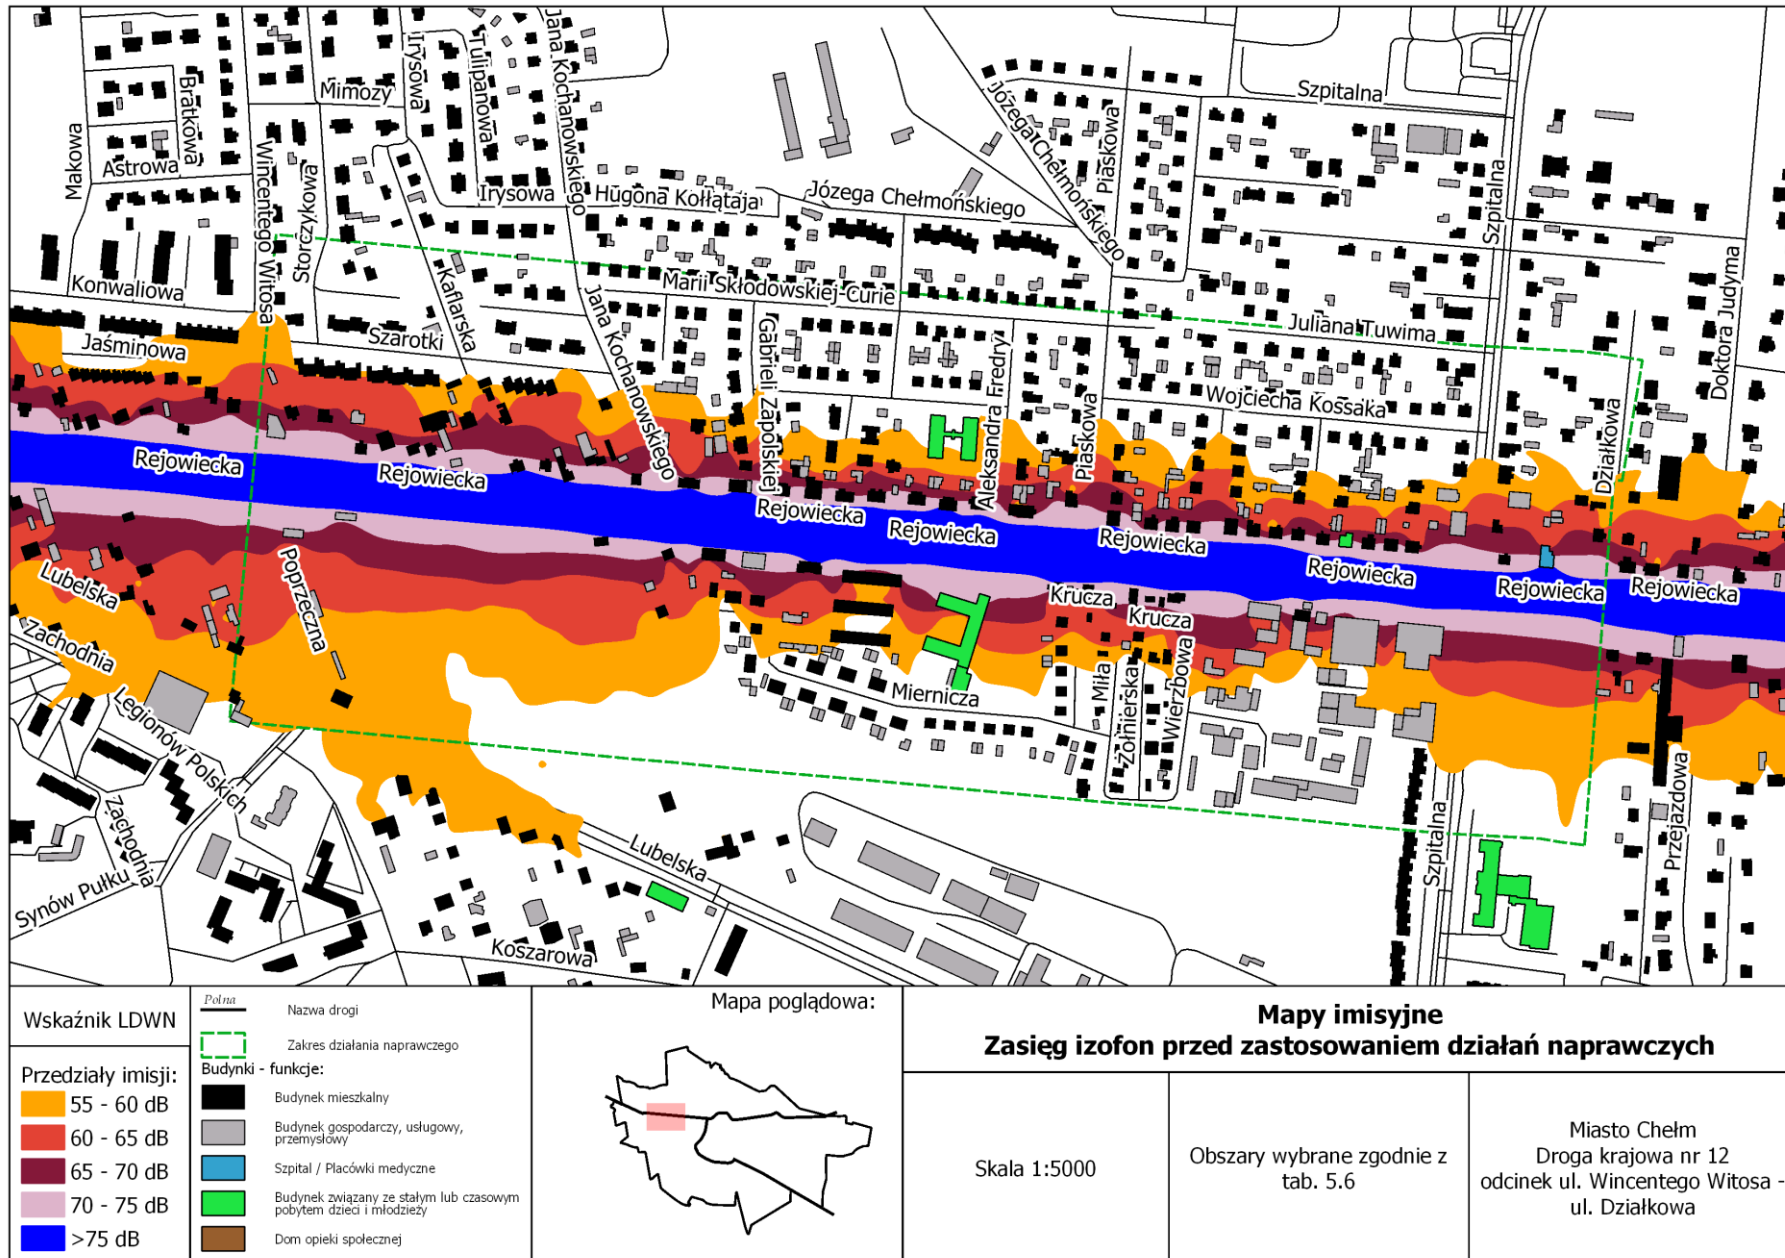 Makowa
Bratkowa
Astrowa
Mimozy
Irysowa
Tulipanowa
Jana Kochanowskiego
Wincentego Witosa
Storczykowa
Irysowa
Hugona Kołłątaja
Józega Chełmońskiego
Józega Chełmońskiego
Piaskowa
Szpitalna
Szpitalna
Konwaliowa
Kaflarska
Marii Skłodowskiej-Curie
Juliana Tuwima
Doktora Judyma
Jaśminowa
Szarotki
Jana Kochanowskiego
Gabrieli Zapolskiej
Aleksandra Fredry
Piaskowa
Wojciecha Kossaka
Działkowa
Rejowiecka
Rejowiecka
Rejowiecka
Rejowiecka
Rejowiecka
Rejowiecka
Rejowiecka
Rejowiecka
Lubelska
Zachodnia
Poprzeczna
Krucza
Krucza
Miernicza
Miła
Żołnierska
Wierzbowa
Legionów Polskich
Zachodnia
Synów Pułku
Lubelska
Koszarowa
Szpitalna
Przejazdowa
Wskaźnik LDWN
Przedziały imisji:
55 - 60 dB
60 - 65 dB
65 - 70 dB
70 - 75 dB
>75 dB
Polna
Nazwa drogi
Zakres działania naprawczego
Budynki - funkcje:
Budynek mieszkalny
Budynek gospodarczy, usługowy,
przemysłowy
Szpital / Placówki medyczne
Budynek związany ze stałym lub czasowym
pobytem dzieci i młodzieży
Dom opieki społecznej
Mapa poglądowa:
Mapy imisyjne
Zasięg izofon przed zastosowaniem działań naprawczych
Skala 1:5000
Obszary wybrane zgodnie z
tab. 5.6
Miasto Chełm
Droga krajowa nr 12
odcinek ul. Wincentego Witosa -
ul. Działkowa